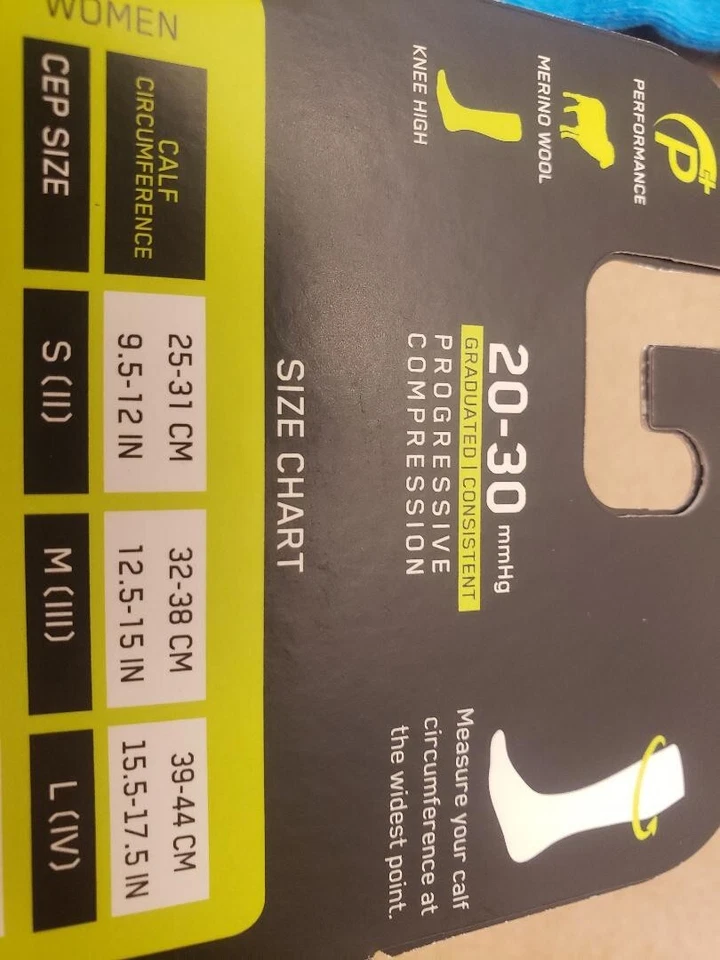 P+
PERFORMANCE
MERINO WOOL
KNEE HIGH
20-30 mmHg
GRADUATED | CONSISTENT
PROGRESSIVE
COMPRESSION
Measure your calf
circumference at
the widest point.
SIZE CHART
CALF
CIRCUMFERENCE
25-31 CM
9.5-12 IN
32-38 CM
12.5-15 IN
39-44 CM
15.5-17.5 IN
CEP SIZE
S (II)
M (III)
L (IV)
WOMEN